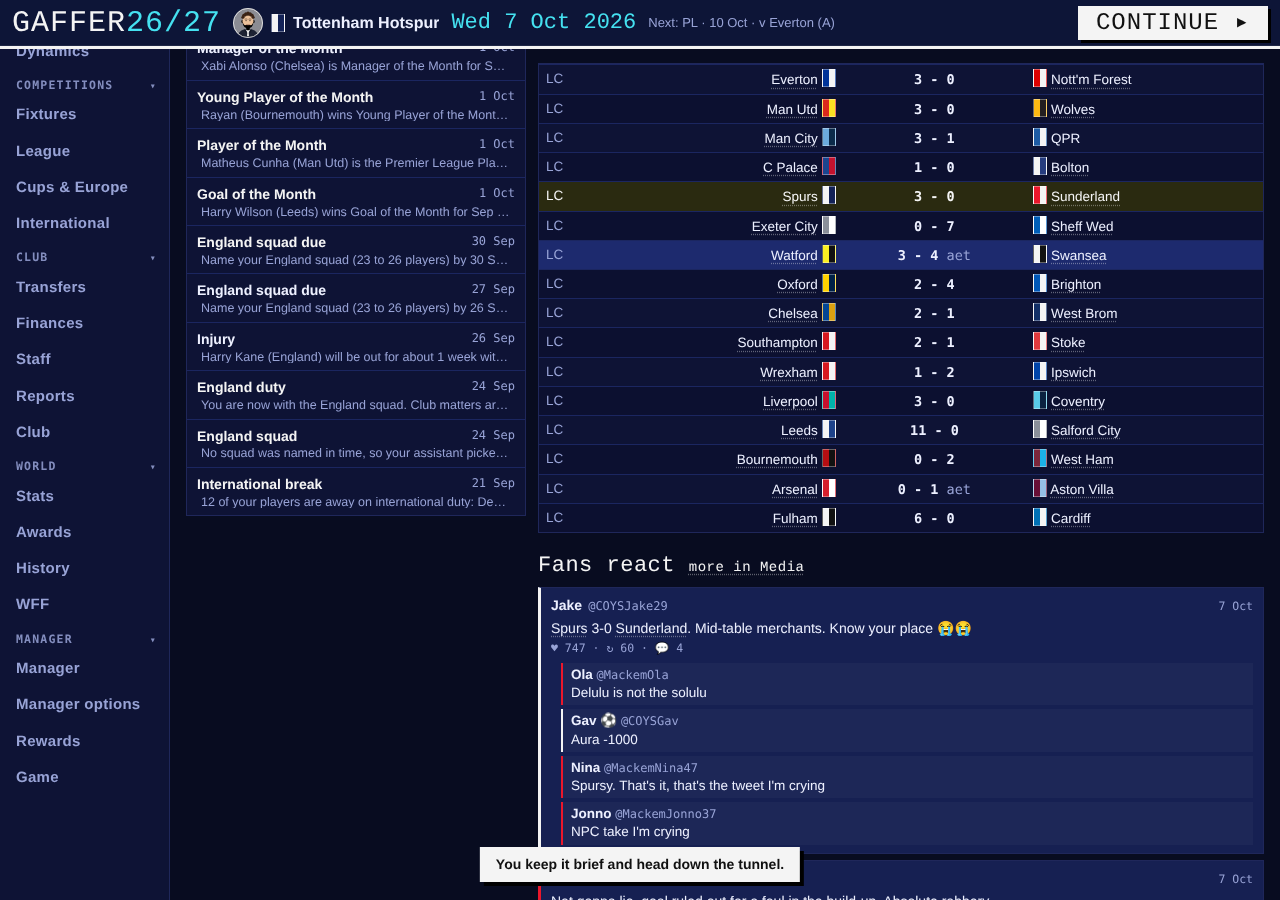 GAFFER26/27 Tottenham Hotspur Wed 7 Oct 2026 Next: PL · 10 Oct · v Everton (A) CONTINUE ►
Dynamics
COMPETITIONS ▾
Fixtures
League
Cups & Europe
International
CLUB ▾
Transfers
Finances
Staff
Reports
Club
WORLD ▾
Stats
Awards
History
WFF
MANAGER ▾
Manager
Manager options
Rewards
Game
Manager of the Month 1 Oct
Xabi Alonso (Chelsea) is Manager of the Month for S…
Young Player of the Month 1 Oct
Rayan (Bournemouth) wins Young Player of the Mont…
Player of the Month 1 Oct
Matheus Cunha (Man Utd) is the Premier League Pla…
Goal of the Month 1 Oct
Harry Wilson (Leeds) wins Goal of the Month for Sep …
England squad due 30 Sep
Name your England squad (23 to 26 players) by 30 S…
England squad due 27 Sep
Name your England squad (23 to 26 players) by 26 S…
Injury 26 Sep
Harry Kane (England) will be out for about 1 week wit…
England duty 24 Sep
You are now with the England squad. Club matters ar…
England squad 24 Sep
No squad was named in time, so your assistant picke…
International break 21 Sep
12 of your players are away on international duty: De…
LC Everton 3 - 0 Nott'm Forest
LC Man Utd 3 - 0 Wolves
LC Man City 3 - 1 QPR
LC C Palace 1 - 0 Bolton
LC Spurs 3 - 0 Sunderland
LC Exeter City 0 - 7 Sheff Wed
LC Watford 3 - 4 aet Swansea
LC Oxford 2 - 4 Brighton
LC Chelsea 2 - 1 West Brom
LC Southampton 2 - 1 Stoke
LC Wrexham 1 - 2 Ipswich
LC Liverpool 3 - 0 Coventry
LC Leeds 11 - 0 Salford City
LC Bournemouth 0 - 2 West Ham
LC Arsenal 0 - 1 aet Aston Villa
LC Fulham 6 - 0 Cardiff
Fans react more in Media
Jake @COYSJake29 7 Oct
Spurs 3-0 Sunderland. Mid-table merchants. Know your place 😭😭
♥ 747 · ↻ 60 · 💬 4
Ola @MackemOla
Delulu is not the solulu
Gav ⚽ @COYSGav
Aura -1000
Nina @MackemNina47
Spursy. That's it, that's the tweet I'm crying
Jonno @MackemJonno37
NPC take I'm crying
You keep it brief and head down the tunnel.
7 Oct
Not gonna lie, goal ruled out for a foul in the build-up. Absolute robbery